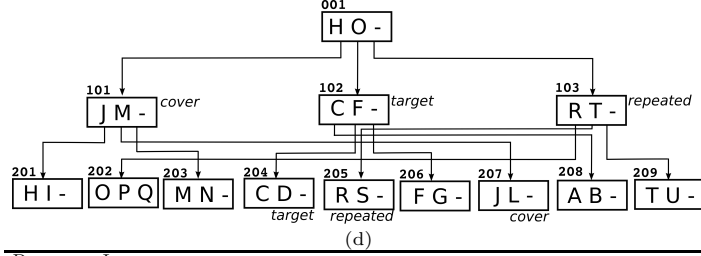 001
H O -
101 102 103
J M - cover C F - target R T - repeated
201 202 203 204 205 206 207 208 209
H I - O P Q M N - C D - R S - F G - J L - A B - T U -
target repeated cover
(d)